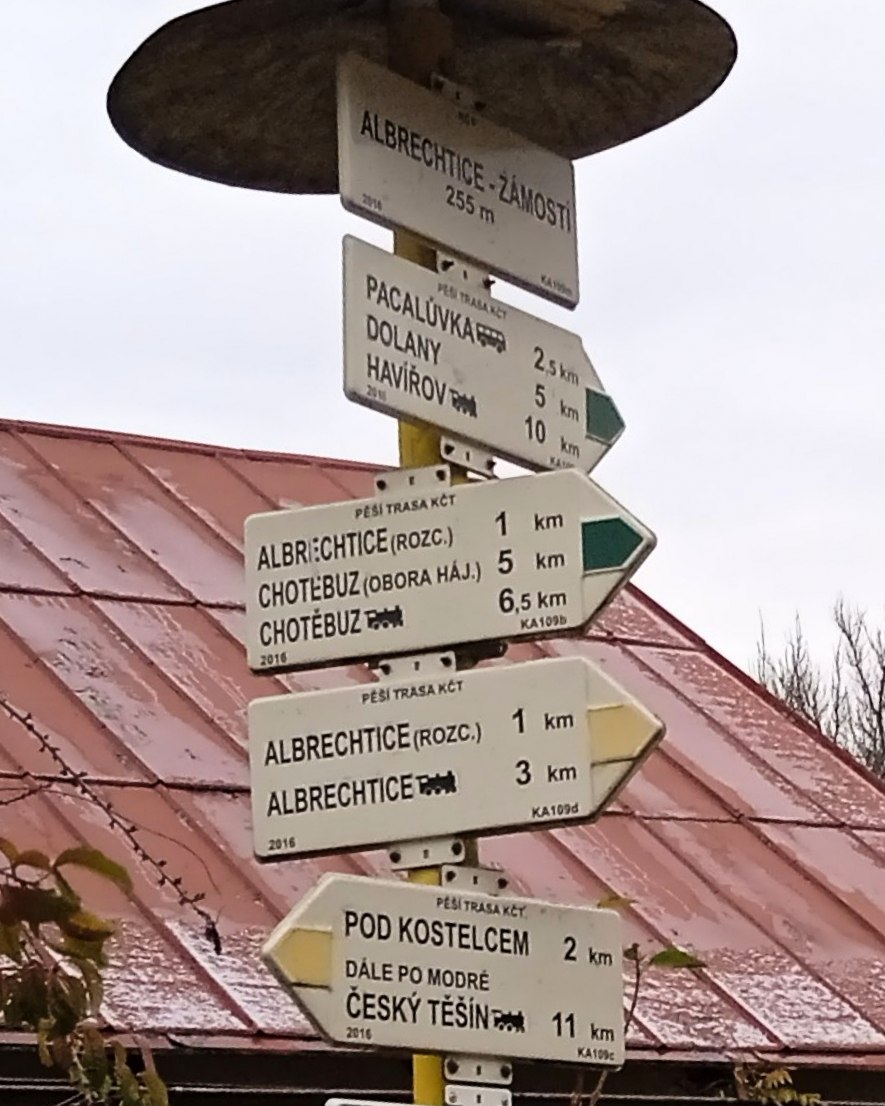 ALBRECHTICE - ZÁMOSTÍ
255 m
2016
PĚŠÍ TRASA KČT
PACALŮVKA 2,5 km
DOLANY 5 km
HAVÍŘOV 10 km
2016
PĚŠÍ TRASA KČT
ALBRECHTICE (ROZC.) 1 km
CHOTĚBUZ (OBORA HÁJ.) 5 km
CHOTĚBUZ 6,5 km
2016 KA109b
PĚŠÍ TRASA KČT
ALBRECHTICE (ROZC.) 1 km
ALBRECHTICE 3 km
2016 KA109d
PĚŠÍ TRASA KČT
POD KOSTELCEM 2 km
DÁLE PO MODRÉ
ČESKÝ TĚŠÍN 11 km
2016 KA109c